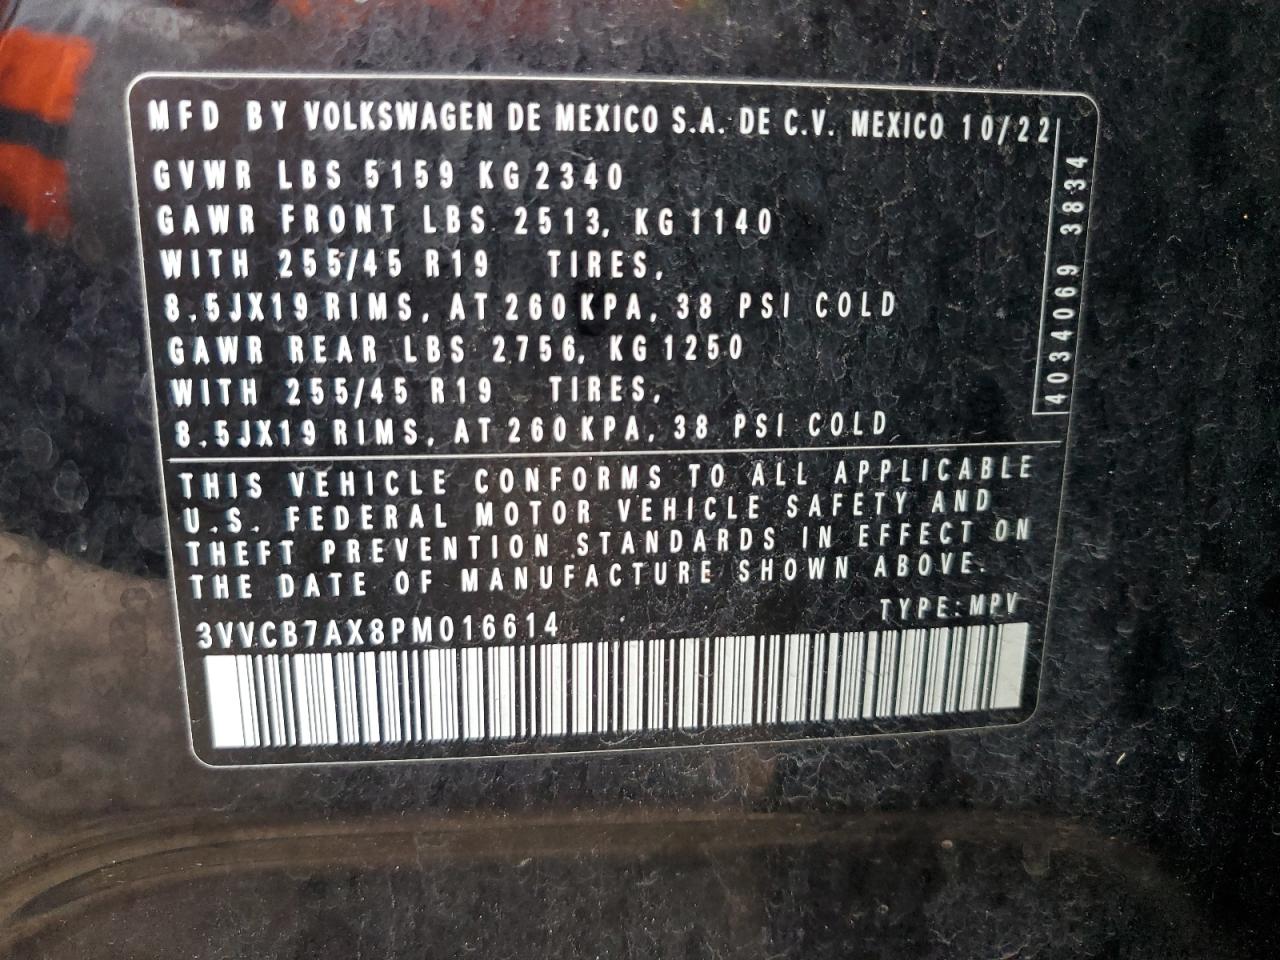 MFD BY VOLKSWAGEN DE MEXICO S.A. DE C.V. MEXICO 10/22
GVWR LBS 5159 KG 2340
GAWR FRONT LBS 2513, KG 1140
WITH 255/45 R19 TIRES,
8.5JX19 RIMS, AT 260 KPA, 38 PSI COLD
GAWR REAR LBS 2756, KG 1250
WITH 255/45 R19 TIRES,
8.5JX19 RIMS, AT 260 KPA, 38 PSI COLD
4034069 3834
THIS VEHICLE CONFORMS TO ALL APPLICABLE
U.S. FEDERAL MOTOR VEHICLE SAFETY AND
THEFT PREVENTION STANDARDS IN EFFECT ON
THE DATE OF MANUFACTURE SHOWN ABOVE.
TYPE: MPV
3VVCB7AX8PM016614